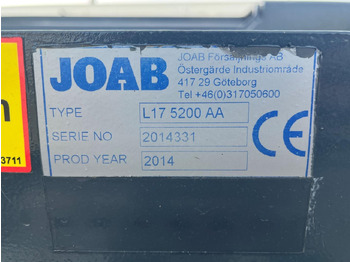 JOAB
JOAB Försäljnings AB
Östergärde Industriområde
417 29 Göteborg
Tel +46(0)317050600
TYPE L17 5200 AA
SERIE NO 2014331
PROD YEAR 2014
3711